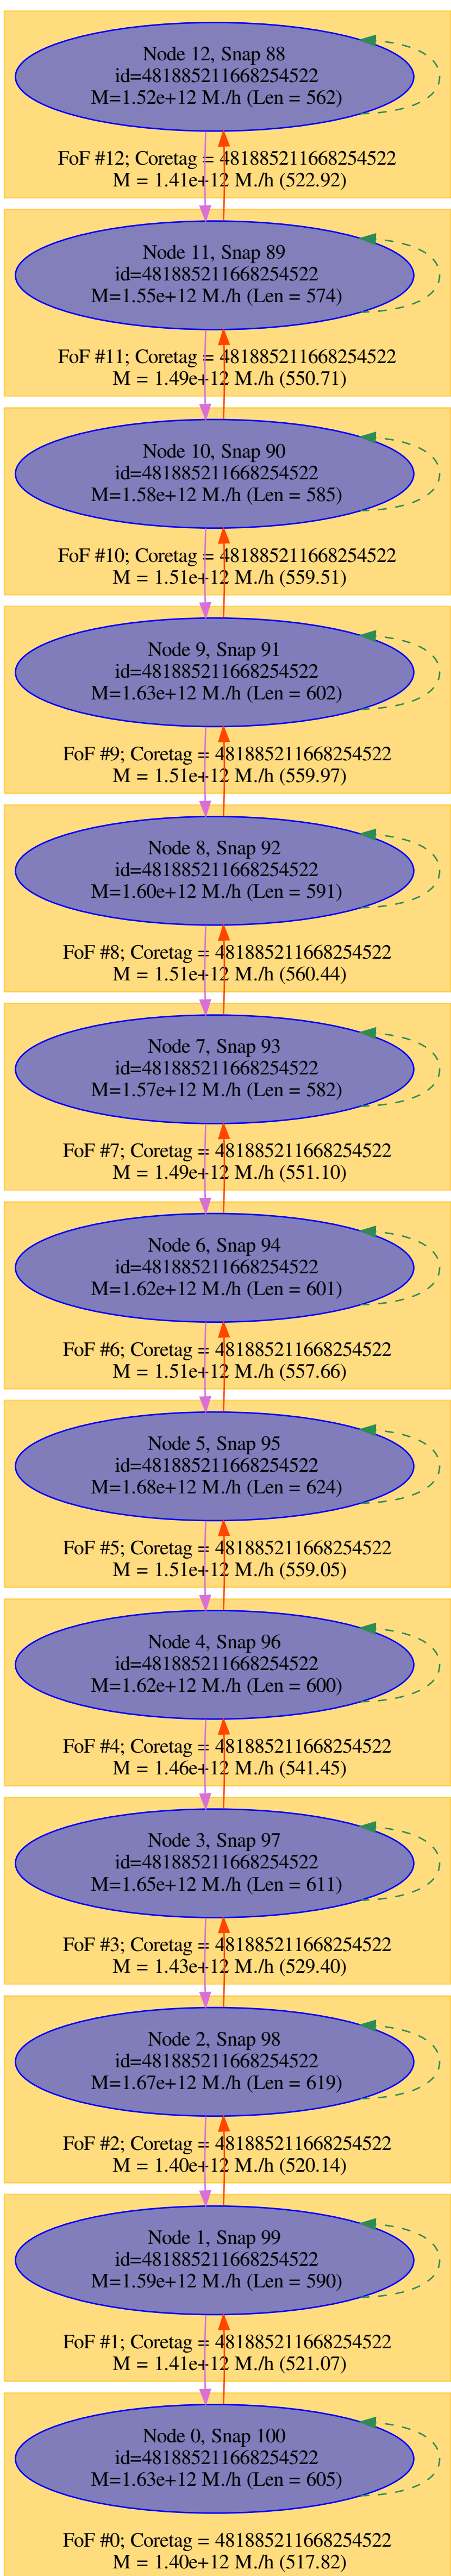 Node 12, Snap 88
id=481885211668254522
M=1.52e+12 M./h (Len = 562)
FoF #12; Coretag = 481885211668254522
M = 1.41e+12 M./h (522.92)
Node 11, Snap 89
id=481885211668254522
M=1.55e+12 M./h (Len = 574)
FoF #11; Coretag = 481885211668254522
M = 1.49e+12 M./h (550.71)
Node 10, Snap 90
id=481885211668254522
M=1.58e+12 M./h (Len = 585)
FoF #10; Coretag = 481885211668254522
M = 1.51e+12 M./h (559.51)
Node 9, Snap 91
id=481885211668254522
M=1.63e+12 M./h (Len = 602)
FoF #9; Coretag = 481885211668254522
M = 1.51e+12 M./h (559.97)
Node 8, Snap 92
id=481885211668254522
M=1.60e+12 M./h (Len = 591)
FoF #8; Coretag = 481885211668254522
M = 1.51e+12 M./h (560.44)
Node 7, Snap 93
id=481885211668254522
M=1.57e+12 M./h (Len = 582)
FoF #7; Coretag = 481885211668254522
M = 1.49e+12 M./h (551.10)
Node 6, Snap 94
id=481885211668254522
M=1.62e+12 M./h (Len = 601)
FoF #6; Coretag = 481885211668254522
M = 1.51e+12 M./h (557.66)
Node 5, Snap 95
id=481885211668254522
M=1.68e+12 M./h (Len = 624)
FoF #5; Coretag = 481885211668254522
M = 1.51e+12 M./h (559.05)
Node 4, Snap 96
id=481885211668254522
M=1.62e+12 M./h (Len = 600)
FoF #4; Coretag = 481885211668254522
M = 1.46e+12 M./h (541.45)
Node 3, Snap 97
id=481885211668254522
M=1.65e+12 M./h (Len = 611)
FoF #3; Coretag = 481885211668254522
M = 1.43e+12 M./h (529.40)
Node 2, Snap 98
id=481885211668254522
M=1.67e+12 M./h (Len = 619)
FoF #2; Coretag = 481885211668254522
M = 1.40e+12 M./h (520.14)
Node 1, Snap 99
id=481885211668254522
M=1.59e+12 M./h (Len = 590)
FoF #1; Coretag = 481885211668254522
M = 1.41e+12 M./h (521.07)
Node 0, Snap 100
id=481885211668254522
M=1.63e+12 M./h (Len = 605)
FoF #0; Coretag = 481885211668254522
M = 1.40e+12 M./h (517.82)